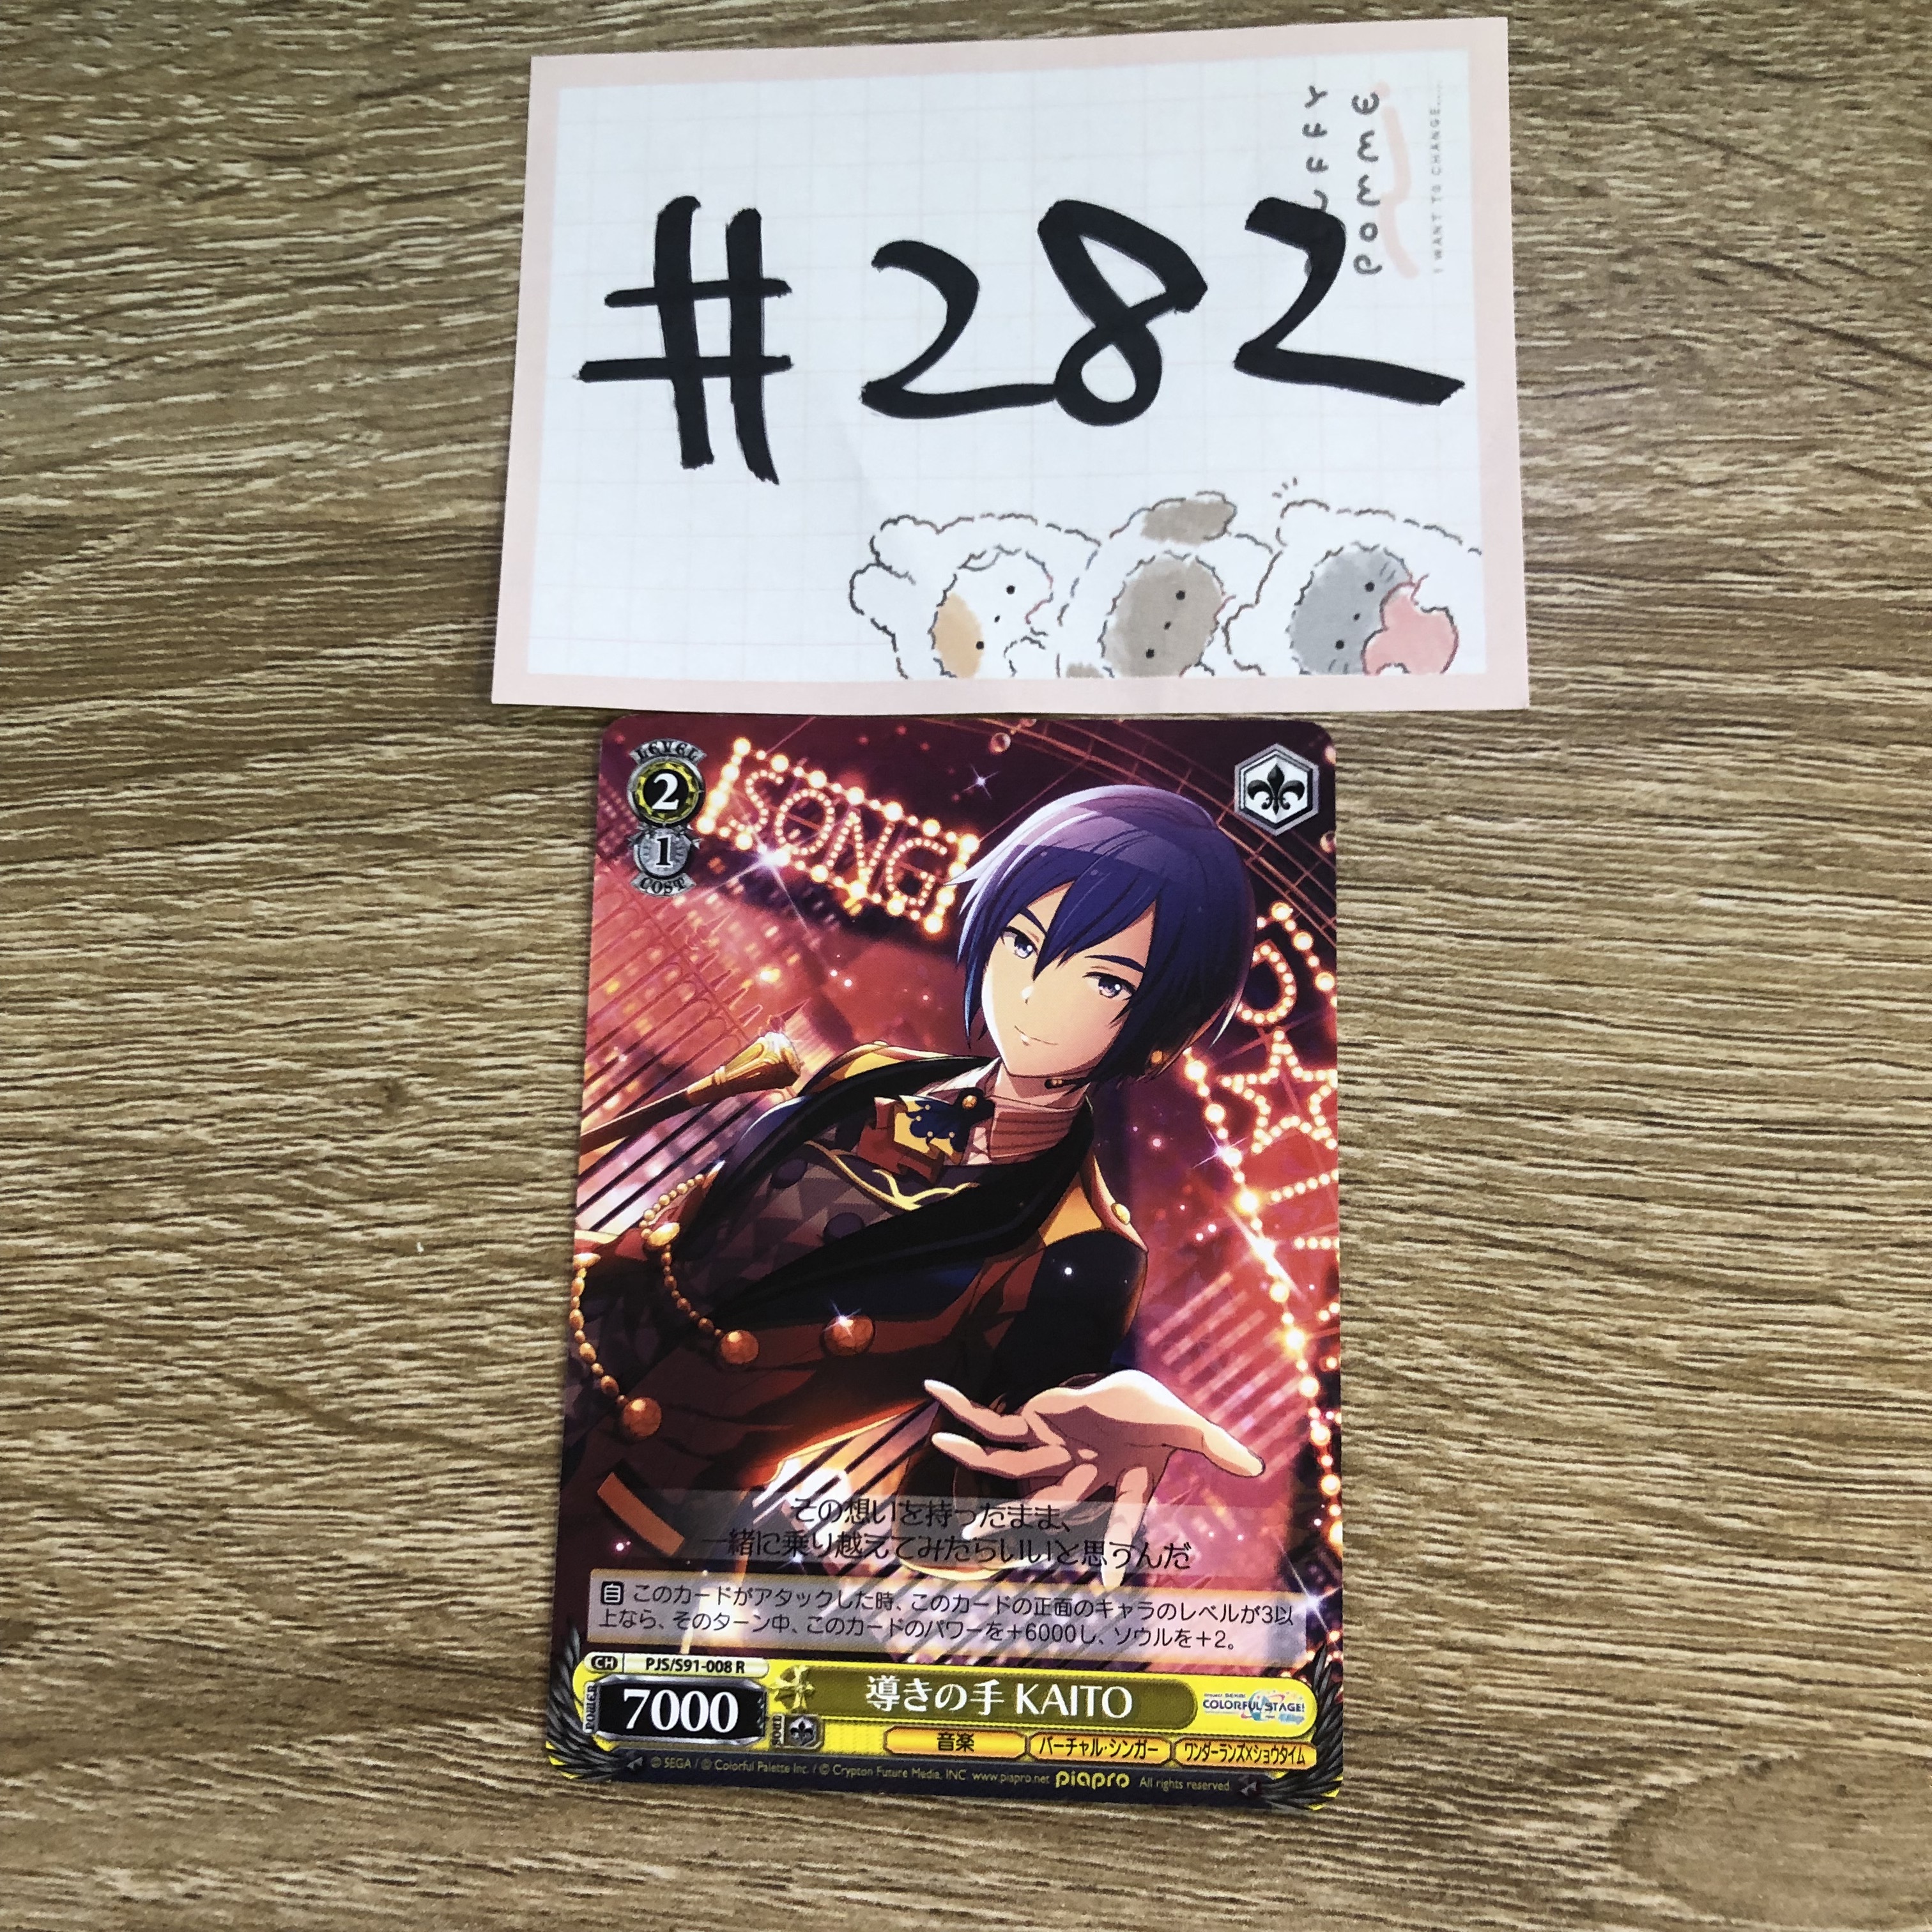 FLUFFY
pommE
I WANT TO CHANGE....
#282
LEVEL
2
1
COST
SONG
その想いを持ったまま、
一緒に乗り越えてみたらいいと思うんだ
自 このカードがアタックした時、このカードの正面のキャラのレベルが3以
上なら、そのターン中、このカードのパワーを+6000し、ソウルを+2。
CH PJS/S91-008 R
POWER 7000 SOUL 導きの手 KAITO COLORFUL STAGE!
音楽 バーチャル・シンガー ワンダーランズ×ショウタイム
© SEGA / © Colorful Palette Inc. / © Crypton Future Media, INC. www.piapro.net piapro All rights reserved.